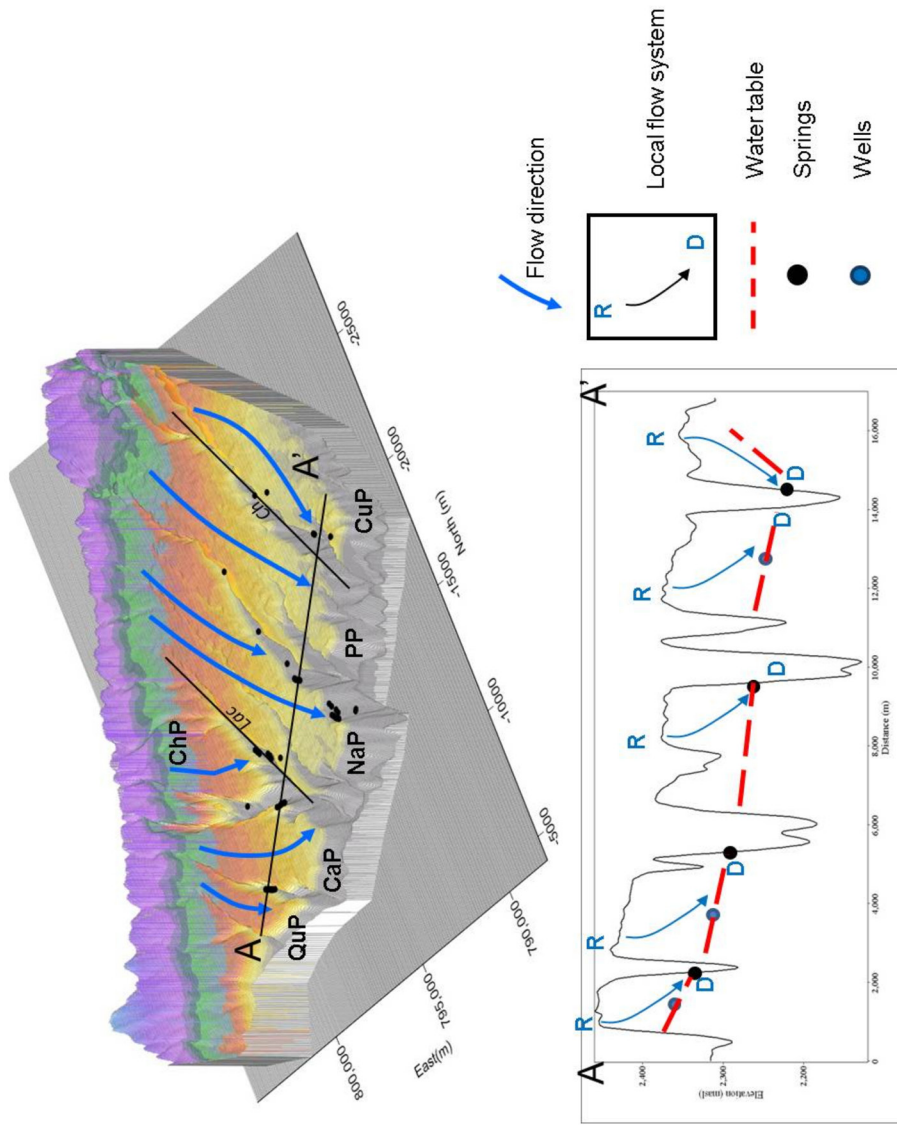 ChP
Lac
Ch
A
A'
QuP
CaP
NaP
PP
CuP
800,000
795,000
790,000
East(m)
-5000
-10000
-15000
-20000
-25000
North (m)
Flow direction
R
D
Local flow system
Water table
Springs
Wells
A
A'
R
R
R
R
R
D
D
D
D
D
2,400
2,300
2,200
Elevation (masl)
0
2,000
4,000
6,000
8,000
10,000
12,000
14,000
16,000
Distance (m)